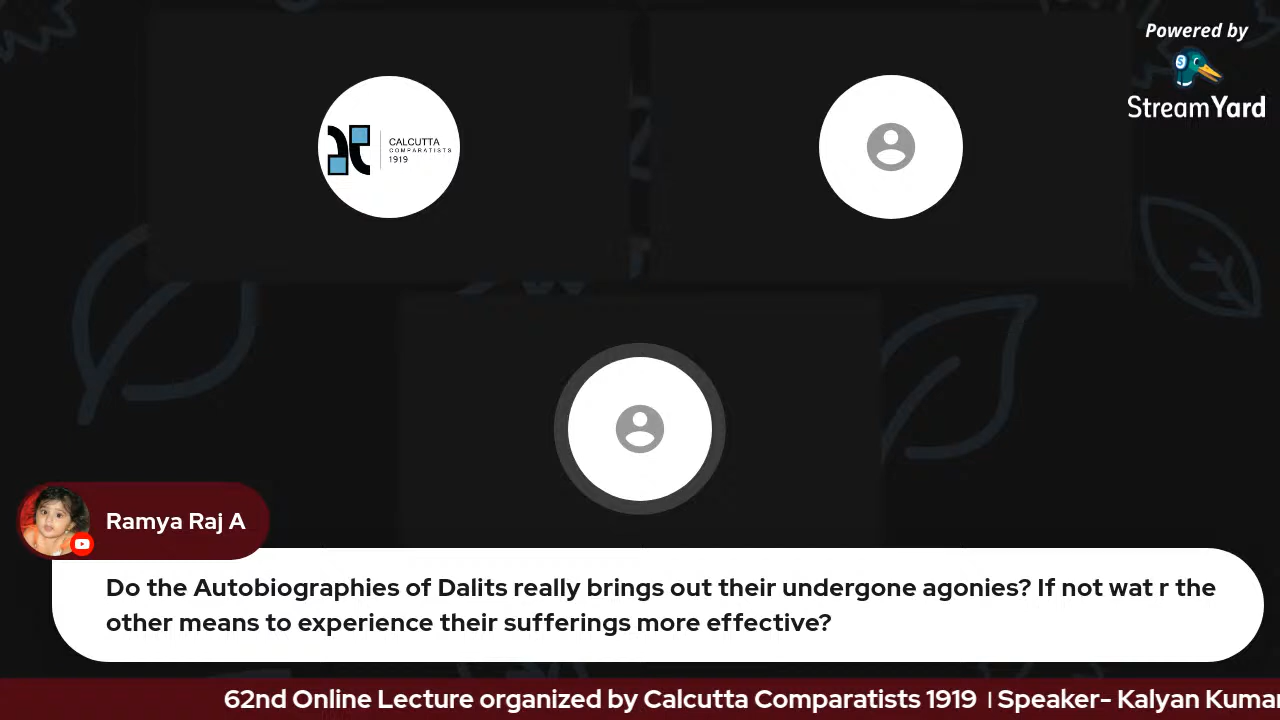 Powered by
StreamYard
CALCUTTA
COMPARATISTS
1919
Ramya Raj A
Do the Autobiographies of Dalits really brings out their undergone agonies? If not wat r the
other means to experience their sufferings more effective?
62nd Online Lecture organized by Calcutta Comparatists 1919 | Speaker- Kalyan Kumar